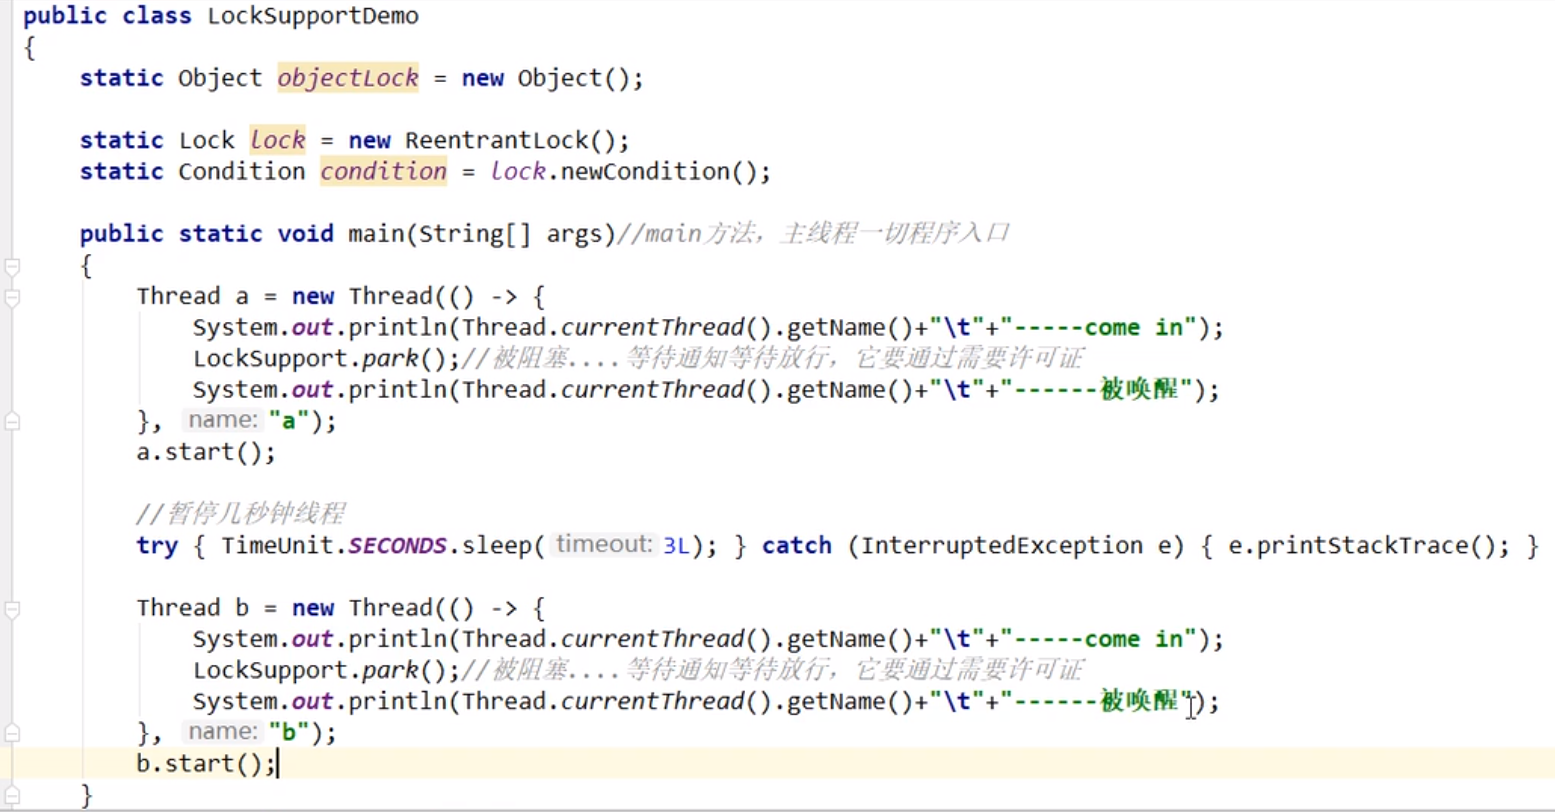 public class LockSupportDemo
{
static Object objectLock = new Object();
static Lock lock = new ReentrantLock();
static Condition condition = lock.newCondition();
public static void main(String[] args)//main方法，主线程一切程序入口
{
Thread a = new Thread(() -> {
System.out.println(Thread.currentThread().getName()+"\t"+"-----come in");
LockSupport.park();//被阻塞....等待通知等待放行，它要通过需要许可证
System.out.println(Thread.currentThread().getName()+"\t"+"------被唤醒");
}, name: "a");
a.start();
//暂停几秒钟线程
try { TimeUnit.SECONDS.sleep( timeout: 3L); } catch (InterruptedException e) { e.printStackTrace(); }
Thread b = new Thread(() -> {
System.out.println(Thread.currentThread().getName()+"\t"+"-----come in");
LockSupport.park();//被阻塞....等待通知等待放行，它要通过需要许可证
System.out.println(Thread.currentThread().getName()+"\t"+"------被唤醒");
}, name: "b");
b.start();
}